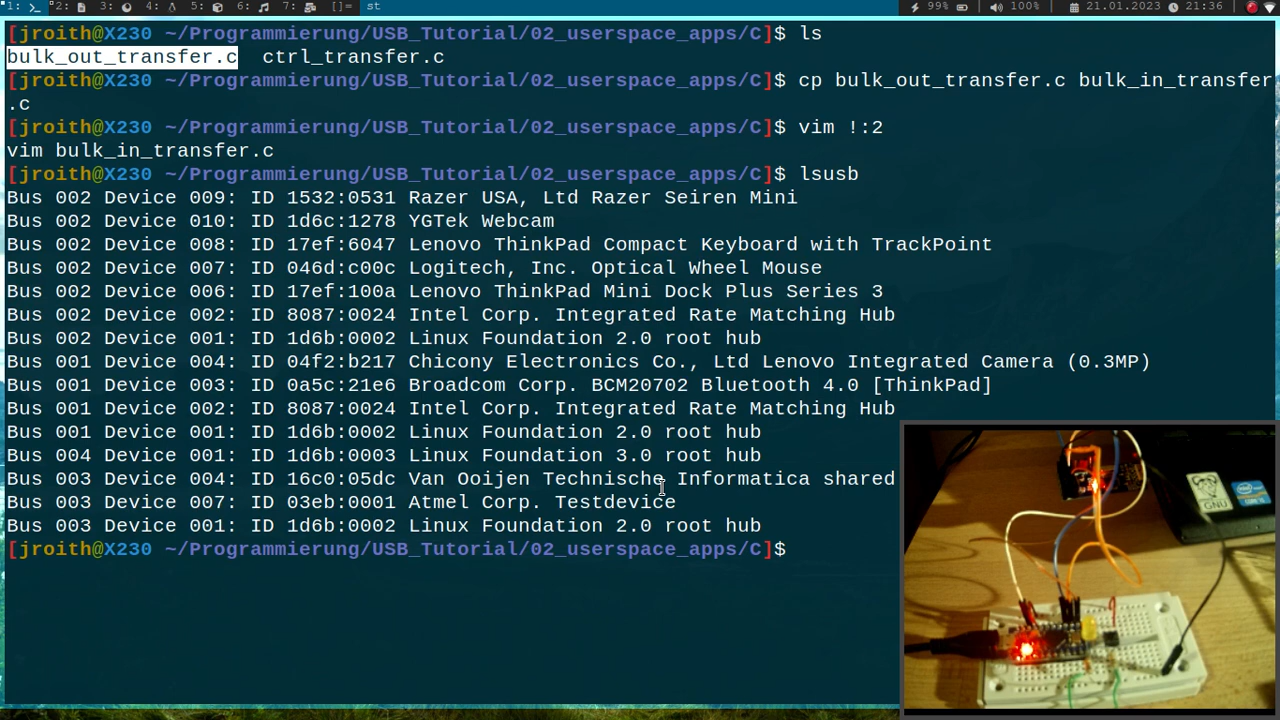 1: 2: 3: 4: 5: 6: 7: []= st 99% 100% 21.01.2023 21:36
[jroith@X230 ~/Programmierung/USB_Tutorial/02_userspace_apps/C]$ ls
bulk_out_transfer.c  ctrl_transfer.c
[jroith@X230 ~/Programmierung/USB_Tutorial/02_userspace_apps/C]$ cp bulk_out_transfer.c bulk_in_transfer
.c
[jroith@X230 ~/Programmierung/USB_Tutorial/02_userspace_apps/C]$ vim !:2
vim bulk_in_transfer.c
[jroith@X230 ~/Programmierung/USB_Tutorial/02_userspace_apps/C]$ lsusb
Bus 002 Device 009: ID 1532:0531 Razer USA, Ltd Razer Seiren Mini
Bus 002 Device 010: ID 1d6c:1278 YGTek Webcam
Bus 002 Device 008: ID 17ef:6047 Lenovo ThinkPad Compact Keyboard with TrackPoint
Bus 002 Device 007: ID 046d:c00c Logitech, Inc. Optical Wheel Mouse
Bus 002 Device 006: ID 17ef:100a Lenovo ThinkPad Mini Dock Plus Series 3
Bus 002 Device 002: ID 8087:0024 Intel Corp. Integrated Rate Matching Hub
Bus 002 Device 001: ID 1d6b:0002 Linux Foundation 2.0 root hub
Bus 001 Device 004: ID 04f2:b217 Chicony Electronics Co., Ltd Lenovo Integrated Camera (0.3MP)
Bus 001 Device 003: ID 0a5c:21e6 Broadcom Corp. BCM20702 Bluetooth 4.0 [ThinkPad]
Bus 001 Device 002: ID 8087:0024 Intel Corp. Integrated Rate Matching Hub
Bus 001 Device 001: ID 1d6b:0002 Linux Foundation 2.0 root hub
Bus 004 Device 001: ID 1d6b:0003 Linux Foundation 3.0 root hub
Bus 003 Device 004: ID 16c0:05dc Van Ooijen Technische Informatica shared
Bus 003 Device 007: ID 03eb:0001 Atmel Corp. Testdevice
Bus 003 Device 001: ID 1d6b:0002 Linux Foundation 2.0 root hub
[jroith@X230 ~/Programmierung/USB_Tutorial/02_userspace_apps/C]$
GNU